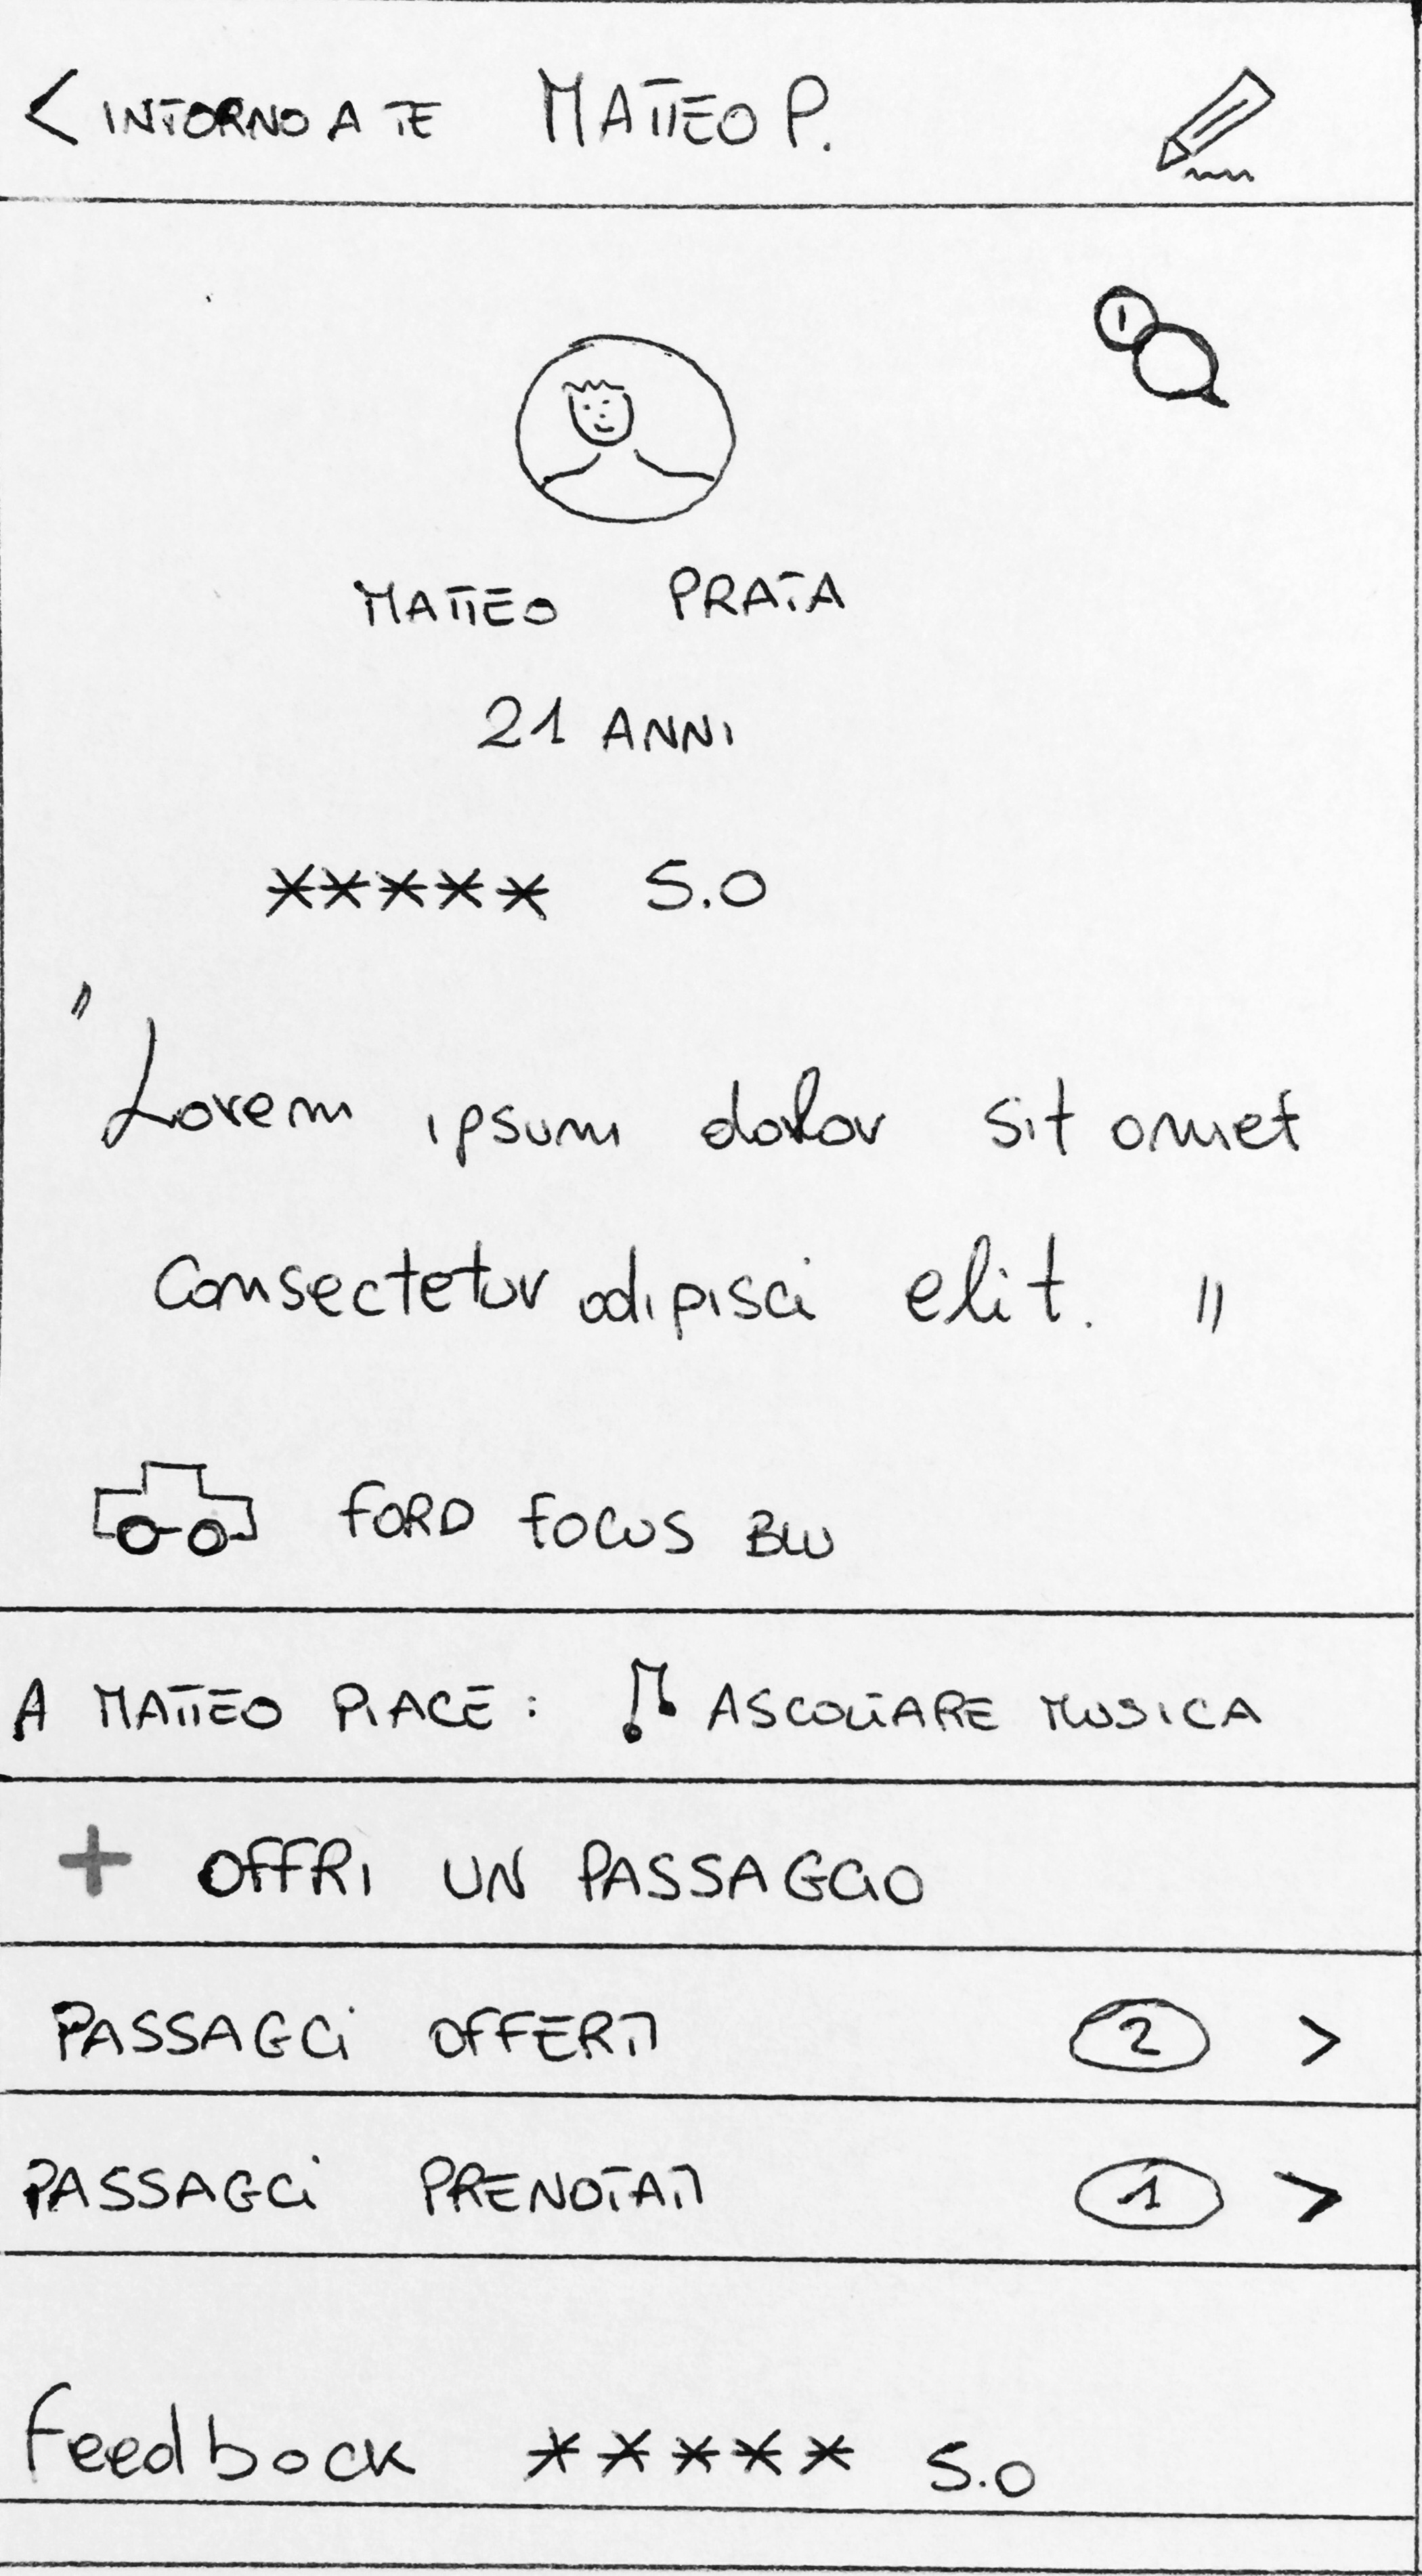 < INTORNO A TE MATTEO P.
1
MATTEO PRATA
21 ANNI
***** 5.0
"Lorem ipsum dolor sit amet
consectetur adipisci elit. "
FORD FOCUS BLU
A MATTEO PIACE: ASCOLTARE MUSICA
+ OFFRI UN PASSAGGIO
PASSAGGI OFFERTI 2 >
PASSAGGI PRENOTATI 1 >
Feedback ***** 5.0